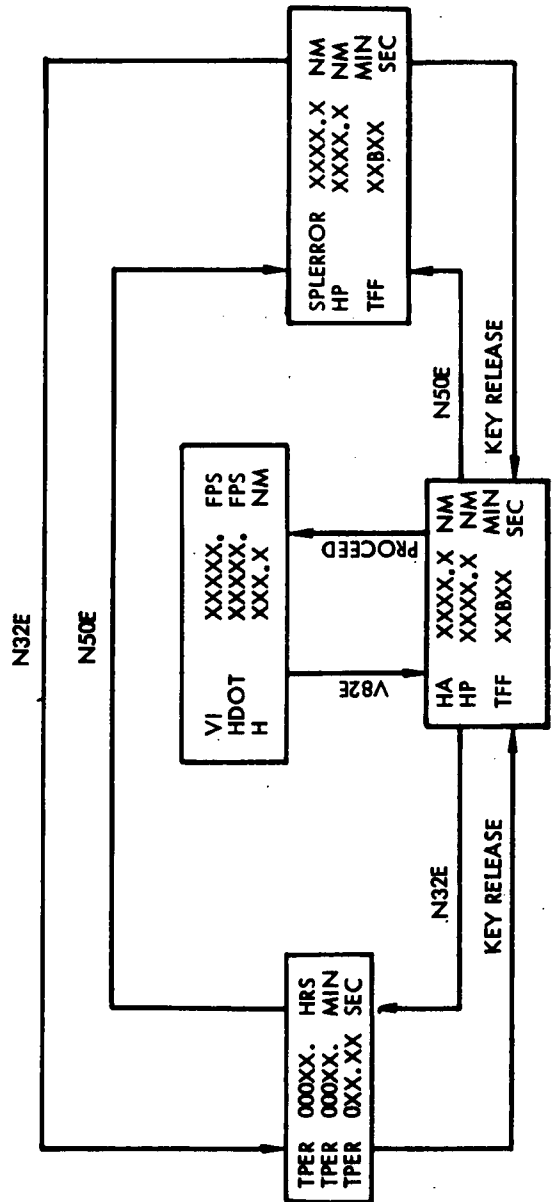 N32E
N50E
VI XXXXX. FPS
HDOT XXXXX. FPS
H XXX.X NM
TPER 000XX. HRS
TPER 000XX. MIN
TPER 0XX.XX SEC
SPLERROR XXXX.X NM
HP XXXX.X NM
TFF XXBXX MIN
SEC
V82E
PROCEED
N32E
N50E
HA XXXX.X NM
HP XXXX.X NM
TFF XXBXX MIN
SEC
KEY RELEASE
KEY RELEASE